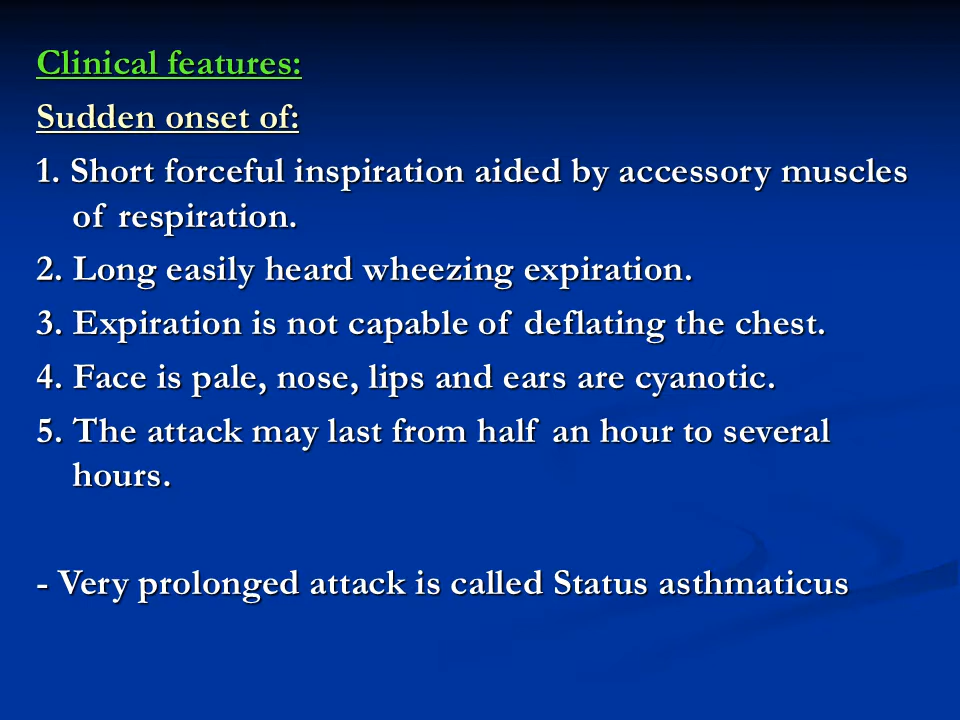 Clinical features:
Sudden onset of:
1. Short forceful inspiration aided by accessory muscles
of respiration.
2. Long easily heard wheezing expiration.
3. Expiration is not capable of deflating the chest.
4. Face is pale, nose, lips and ears are cyanotic.
5. The attack may last from half an hour to several
hours.
- Very prolonged attack is called Status asthmaticus